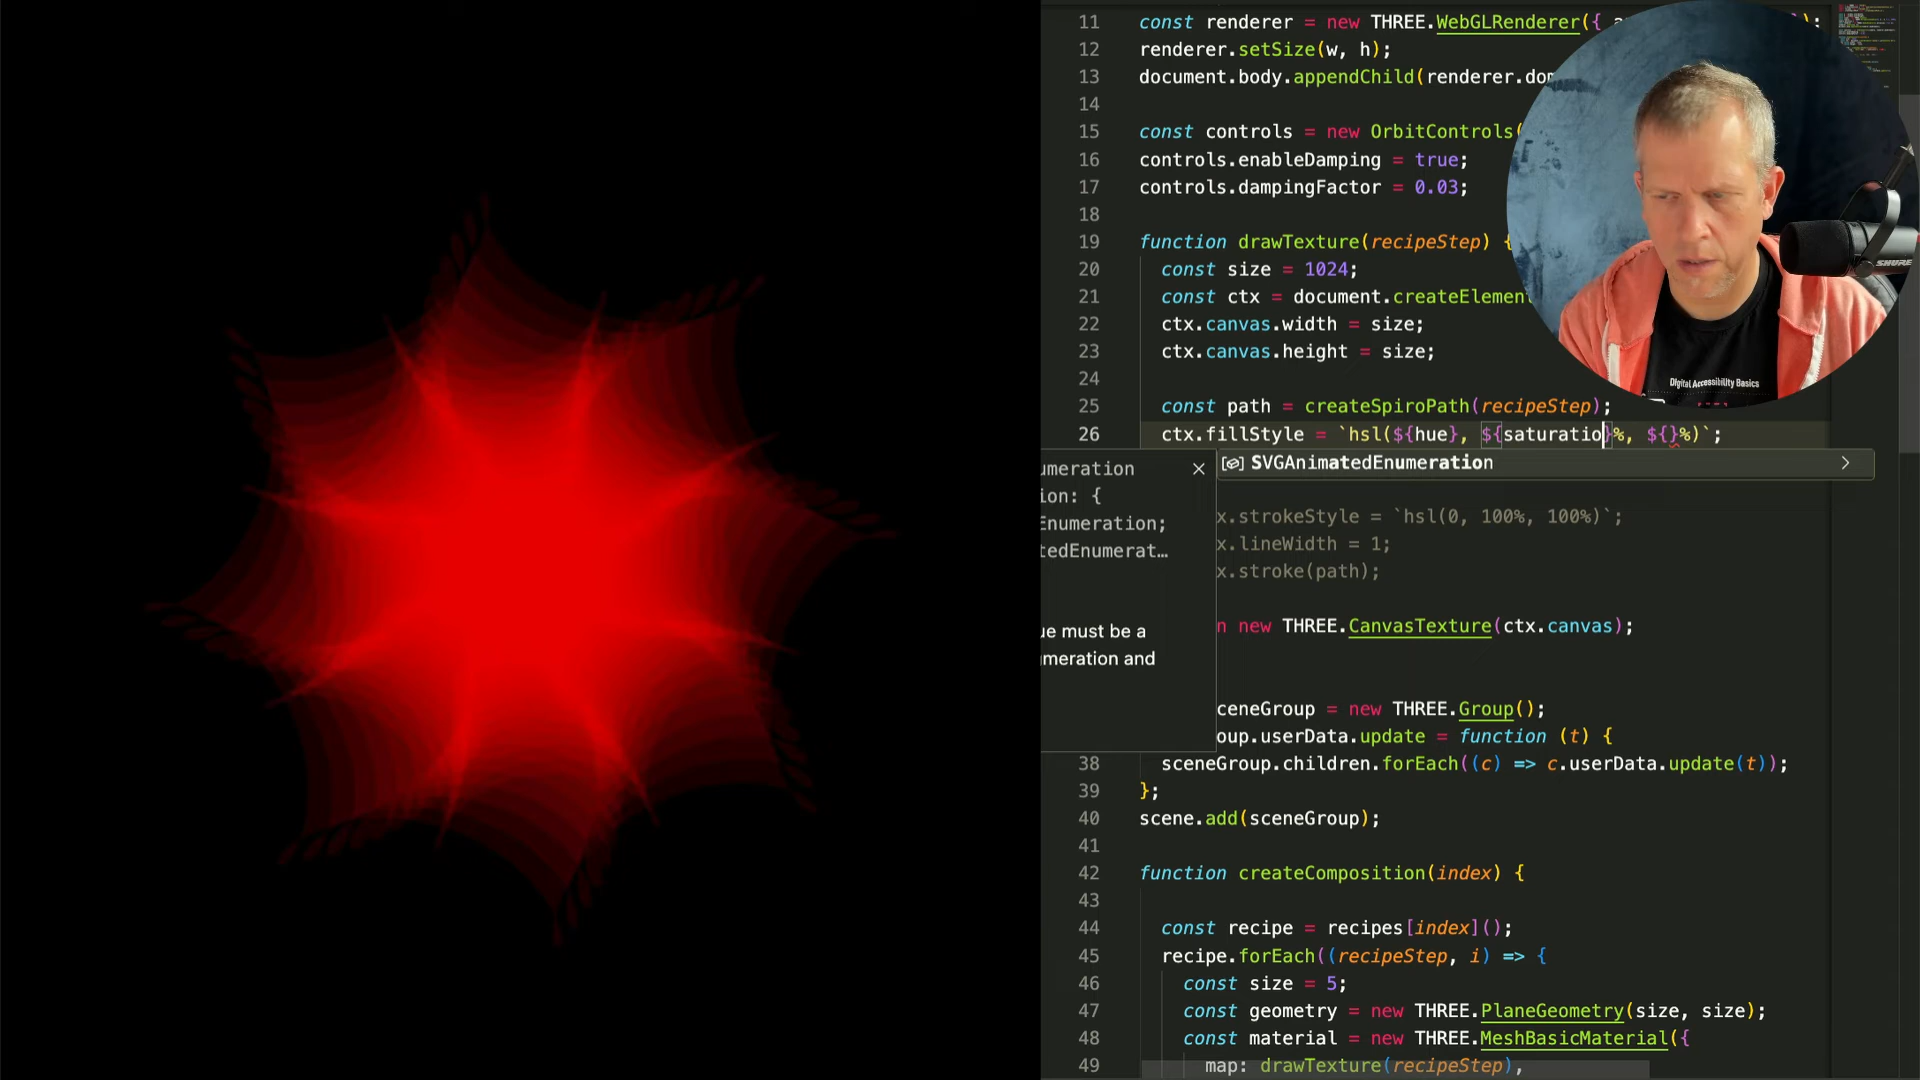 11 const renderer = new THREE.WebGLRenderer({ a );
12 renderer.setSize(w, h);
13 document.body.appendChild(renderer.dom
14
15 const controls = new OrbitControls(
16 controls.enableDamping = true;
17 controls.dampingFactor = 0.03;
18
19 function drawTexture(recipeStep) {
20 const size = 1024;
21 const ctx = document.createElemen
22 ctx.canvas.width = size;
23 ctx.canvas.height = size;
24
25 const path = createSpiroPath(recipeStep);
26 ctx.fillStyle = `hsl(${hue}, ${saturatio}%, ${}%)`;
SVGAnimatedEnumeration
umeration
ion: {
Enumeration;
tedEnumerat…
ue must be a
meration and
x.strokeStyle = `hsl(0, 100%, 100%)`;
x.lineWidth = 1;
x.stroke(path);
n new THREE.CanvasTexture(ctx.canvas);
ceneGroup = new THREE.Group();
oup.userData.update = function (t) {
38 sceneGroup.children.forEach((c) => c.userData.update(t));
39 };
40 scene.add(sceneGroup);
41
42 function createComposition(index) {
43
44 const recipe = recipes[index]();
45 recipe.forEach((recipeStep, i) => {
46 const size = 5;
47 const geometry = new THREE.PlaneGeometry(size, size);
48 const material = new THREE.MeshBasicMaterial({
49 map: drawTexture(recipeStep),
Digital Accessibility Basics
SHURE